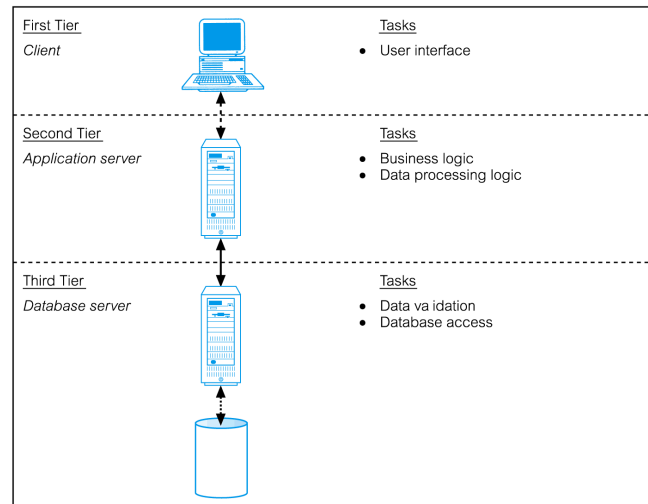 First Tier
Tasks
Client
● User interface
Second Tier
Tasks
Application server
● Business logic
● Data processing logic
Third Tier
Tasks
Database server
● Data va idation
● Database access